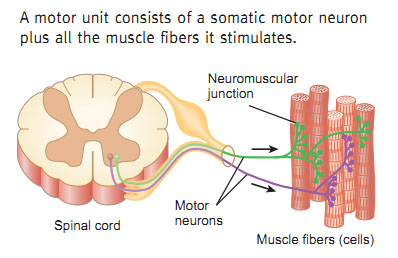 A motor unit consists of a somatic motor neuron
plus all the muscle fibers it stimulates.
Neuromuscular
junction
Spinal cord
Motor
neurons
Muscle fibers (cells)